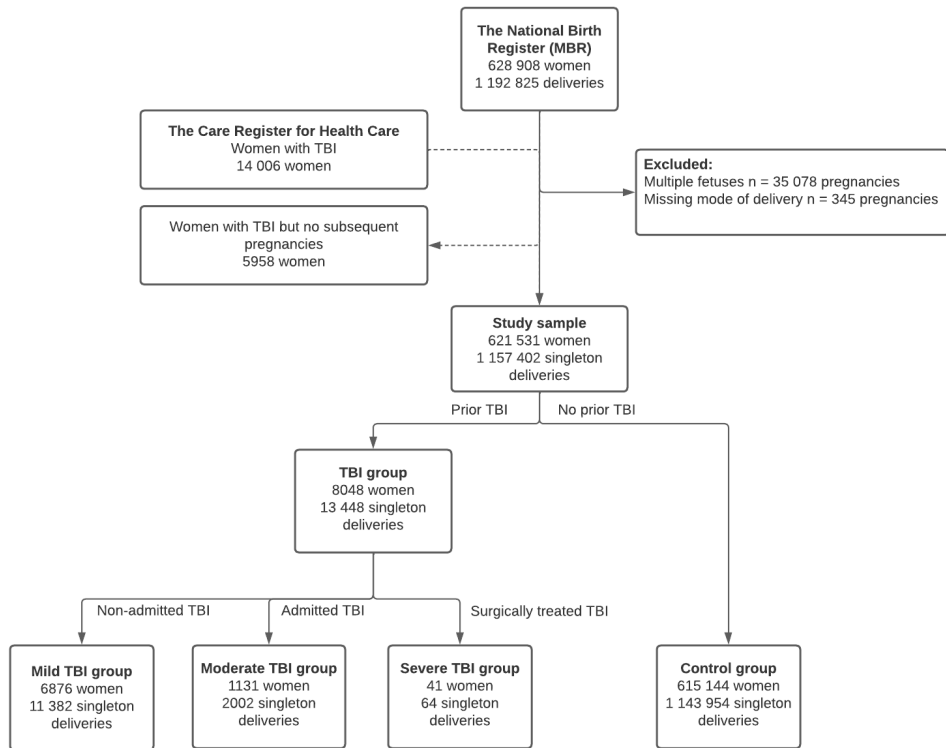 The National Birth
Register (MBR)
628 908 women
1 192 825 deliveries
The Care Register for Health Care
Women with TBI
14 006 women
Excluded:
Multiple fetuses n = 35 078 pregnancies
Missing mode of delivery n = 345 pregnancies
Women with TBI but no subsequent
pregnancies
5958 women
Study sample
621 531 women
1 157 402 singleton
deliveries
Prior TBI
No prior TBI
TBI group
8048 women
13 448 singleton
deliveries
Non-admitted TBI
Admitted TBI
Surgically treated TBI
Mild TBI group
6876 women
11 382 singleton
deliveries
Moderate TBI group
1131 women
2002 singleton
deliveries
Severe TBI group
41 women
64 singleton
deliveries
Control group
615 144 women
1 143 954 singleton
deliveries